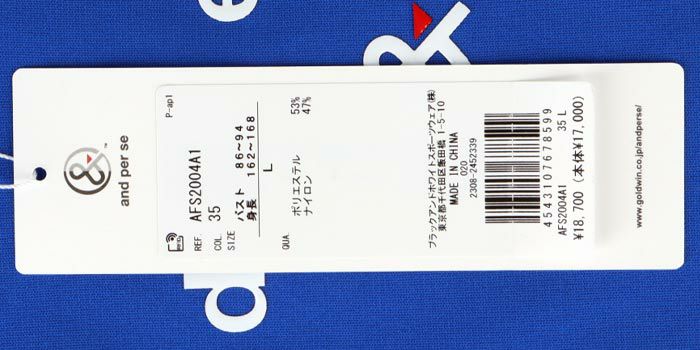 and per se
TM
P-ap1
REF. AFS2004A1
COL. 35
SIZE バスト 86~94
身長 162~168
L
QUA ポリエステル 53%
ナイロン 47%
ブラックアンドホワイトスポーツウェア(株)
東京都千代田区飯田橋 1-5-10
MADE IN CHINA
020
2308-2452339
4543107678599
AFS2004A1 35 L
¥18,700 (本体¥17,000)
www.goldwin.co.jp/andperse/
e
&
d